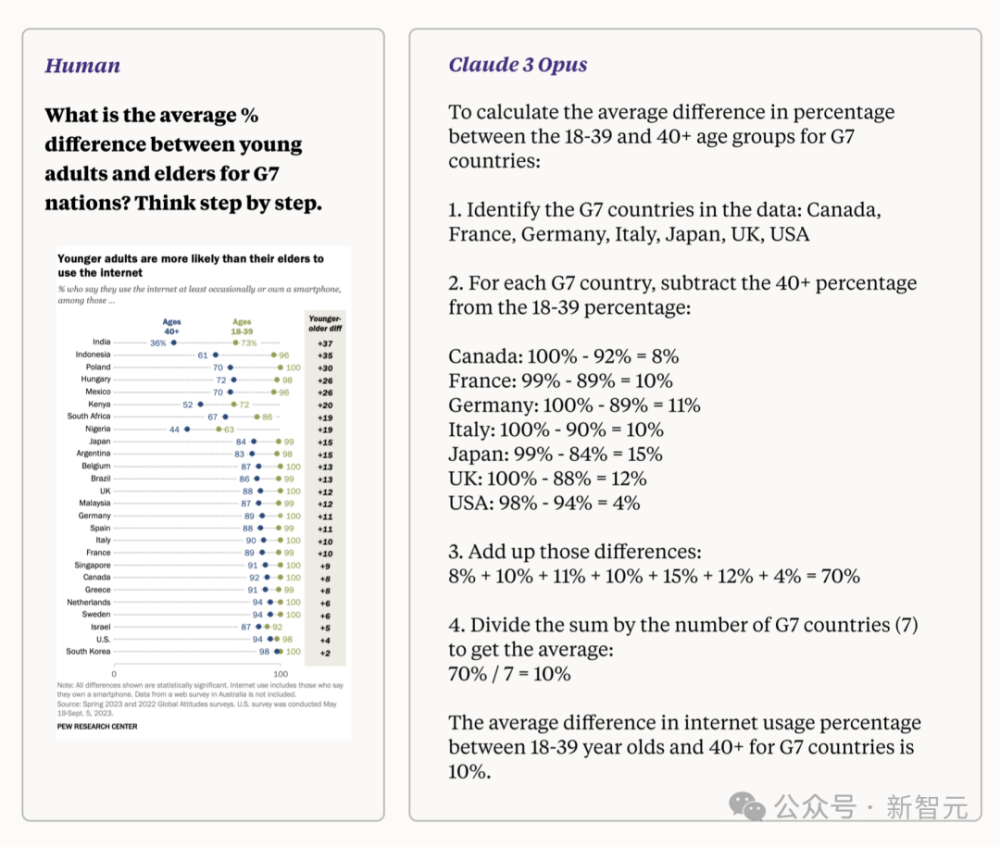 Human
What is the average %
difference between young
adults and elders for G7
nations? Think step by step.
Younger adults are more likely than their elders to
use the internet
% who say they use the internet at least occasionally or own a smartphone,
among those ...
Ages 40+ Ages 18-39 Younger-older diff
India 36% 73% +37
Indonesia 61 96 +35
Poland 70 100 +30
Hungary 72 98 +26
Mexico 70 96 +26
Kenya 52 72 +20
South Africa 67 86 +19
Nigeria 44 63 +19
Japan 84 99 +15
Argentina 83 98 +15
Belgium 87 100 +13
Brazil 86 99 +13
UK 88 100 +12
Malaysia 87 99 +12
Germany 89 100 +11
Spain 88 99 +11
Italy 90 100 +10
France 89 99 +10
Singapore 91 100 +9
Canada 92 100 +8
Greece 91 99 +8
Netherlands 94 100 +6
Sweden 94 100 +6
Israel 87 92 +5
U.S. 94 98 +4
South Korea 98 100 +2
0 100
Note: All differences shown are statistically significant. Internet use includes those who say
they own a smartphone. Data from a web survey in Australia is not included.
Source: Spring 2023 and 2022 Global Attitudes surveys. U.S. survey was conducted May
19-Sept. 5, 2023.
PEW RESEARCH CENTER
Claude 3 Opus
To calculate the average difference in percentage
between the 18-39 and 40+ age groups for G7
countries:
1. Identify the G7 countries in the data: Canada,
France, Germany, Italy, Japan, UK, USA
2. For each G7 country, subtract the 40+ percentage
from the 18-39 percentage:
Canada: 100% - 92% = 8%
France: 99% - 89% = 10%
Germany: 100% - 89% = 11%
Italy: 100% - 90% = 10%
Japan: 99% - 84% = 15%
UK: 100% - 88% = 12%
USA: 98% - 94% = 4%
3. Add up those differences:
8% + 10% + 11% + 10% + 15% + 12% + 4% = 70%
4. Divide the sum by the number of G7 countries (7)
to get the average:
70% / 7 = 10%
The average difference in internet usage percentage
between 18-39 year olds and 40+ for G7 countries is
10%.
公众号 · 新智元